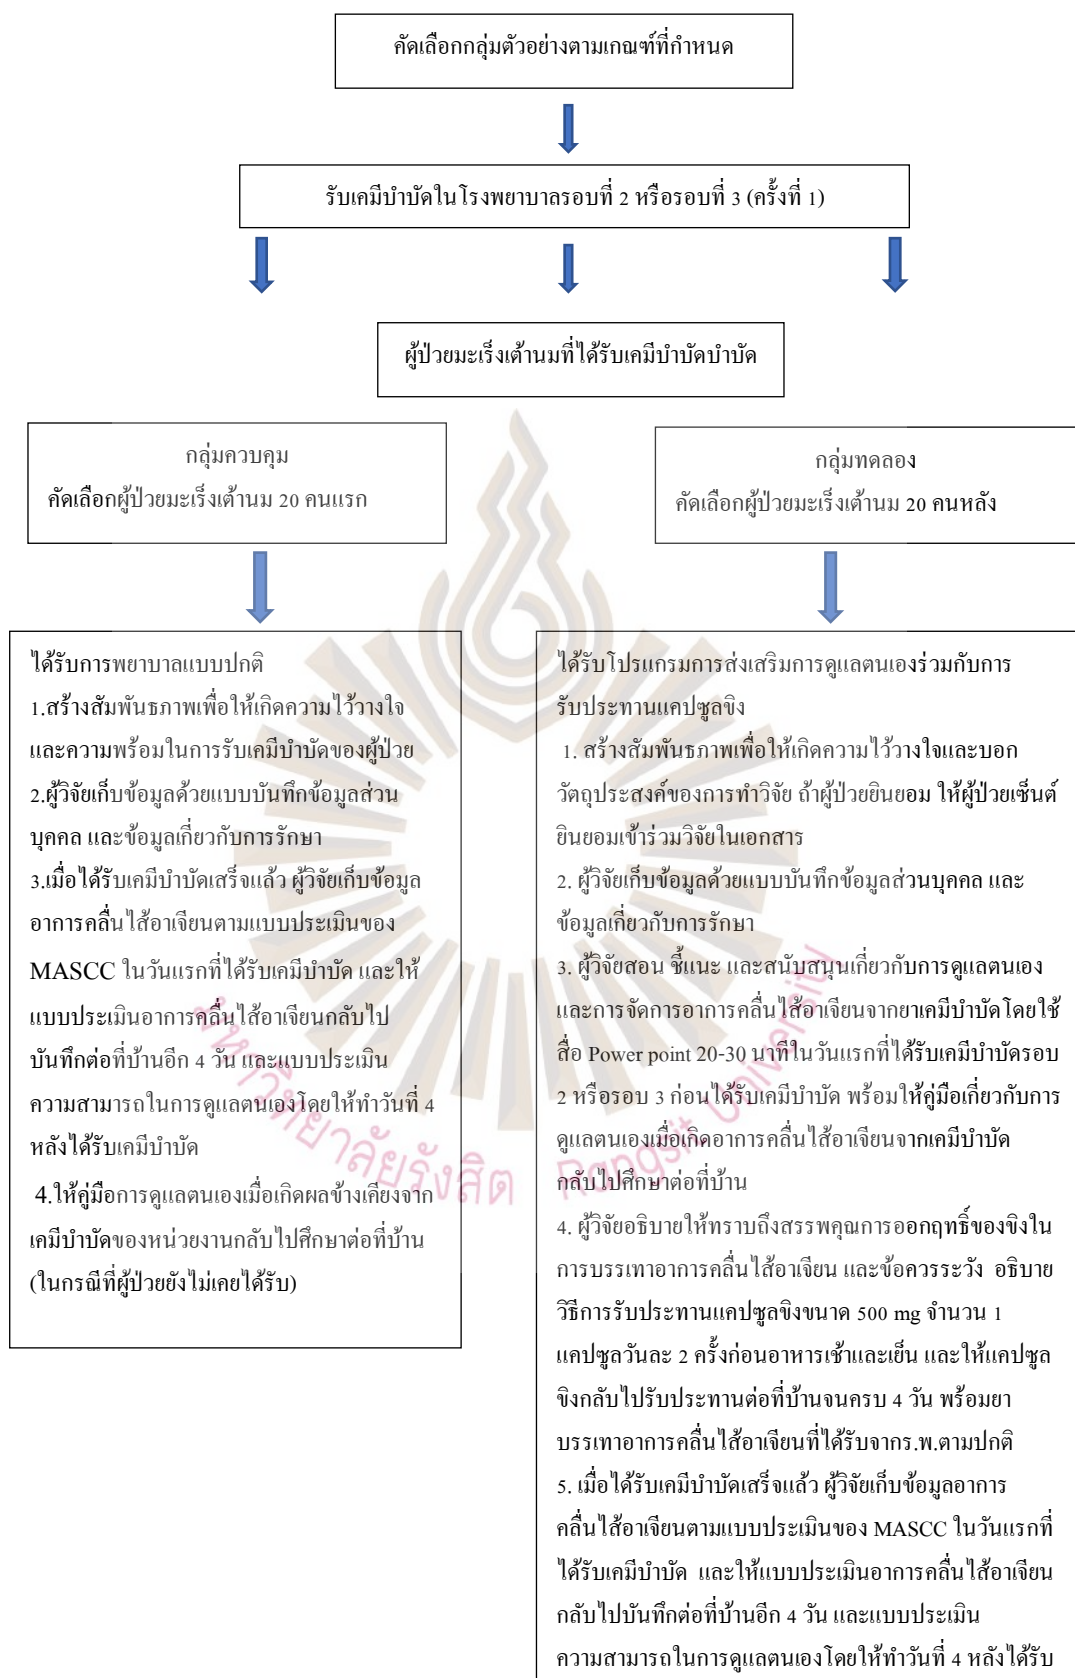 คัดเลือกกลุ่มตัวอย่างตามเกณฑ์ที่กำหนด
รับเคมีบำบัดในโรงพยาบาลรอบที่ 2 หรือรอบที่ 3 (ครั้งที่ 1)
ผู้ป่วยมะเร็งเต้านมที่ได้รับเคมีบำบัดบำบัด
กลุ่มควบคุม
คัดเลือกผู้ป่วยมะเร็งเต้านม 20 คนแรก
กลุ่มทดลอง
คัดเลือกผู้ป่วยมะเร็งเต้านม 20 คนหลัง
ได้รับการพยาบาลแบบปกติ
1.สร้างสัมพันธภาพเพื่อให้เกิดความไว้วางใจ
และความพร้อมในการรับเคมีบำบัดของผู้ป่วย
2.ผู้วิจัยเก็บข้อมูลด้วยแบบบันทึกข้อมูลส่วน
บุคคล และข้อมูลเกี่ยวกับการรักษา
3.เมื่อได้รับเคมีบำบัดเสร็จแล้ว ผู้วิจัยเก็บข้อมูล
อาการคลื่นไส้อาเจียนตามแบบประเมินของ
MASCC ในวันแรกที่ได้รับเคมีบำบัด และให้
แบบประเมินอาการคลื่นไส้อาเจียนกลับไป
บันทึกต่อที่บ้านอีก 4 วัน และแบบประเมิน
ความสามารถในการดูแลตนเองโดยให้ทำวันที่ 4
หลังได้รับเคมีบำบัด
4.ให้คู่มือการดูแลตนเองเมื่อเกิดผลข้างเคียงจาก
เคมีบำบัดของหน่วยงานกลับไปศึกษาต่อที่บ้าน
(ในกรณีที่ผู้ป่วยยังไม่เคยได้รับ)
ได้รับโปรแกรมการส่งเสริมการดูแลตนเองร่วมกับการ
รับประทานแคปซูลขิง
1. สร้างสัมพันธภาพเพื่อให้เกิดความไว้วางใจและบอก
วัตถุประสงค์ของการทำวิจัย ถ้าผู้ป่วยยินยอม ให้ผู้ป่วยเซ็นต์
ยินยอมเข้าร่วมวิจัยในเอกสาร
2. ผู้วิจัยเก็บข้อมูลด้วยแบบบันทึกข้อมูลส่วนบุคคล และ
ข้อมูลเกี่ยวกับการรักษา
3. ผู้วิจัยสอน ชี้แนะ และสนับสนุนเกี่ยวกับการดูแลตนเอง
และการจัดการอาการคลื่นไส้อาเจียนจากยาเคมีบำบัดโดยใช้
สื่อ Power point 20-30 นาทีในวันแรกที่ได้รับเคมีบำบัดรอบ
2 หรือรอบ 3 ก่อนได้รับเคมีบำบัด พร้อมให้คู่มือเกี่ยวกับการ
ดูแลตนเองเมื่อเกิดอาการคลื่นไส้อาเจียนจากเคมีบำบัด
กลับไปศึกษาต่อที่บ้าน
4. ผู้วิจัยอธิบายให้ทราบถึงสรรพคุณการออกฤทธิ์ของขิงใน
การบรรเทาอาการคลื่นไส้อาเจียน และข้อควรระวัง อธิบาย
วิธีการรับประทานแคปซูลขิงขนาด 500 mg จำนวน 1
แคปซูลวันละ 2 ครั้งก่อนอาหารเช้าและเย็น และให้แคปซูล
ขิงกลับไปรับประทานต่อที่บ้านจนครบ 4 วัน พร้อมยา
บรรเทาอาการคลื่นไส้อาเจียนที่ได้รับจากร.พ.ตามปกติ
5. เมื่อได้รับเคมีบำบัดเสร็จแล้ว ผู้วิจัยเก็บข้อมูลอาการ
คลื่นไส้อาเจียนตามแบบประเมินของ MASCC ในวันแรกที่
ได้รับเคมีบำบัด และให้แบบประเมินอาการคลื่นไส้อาเจียน
กลับไปบันทึกต่อที่บ้านอีก 4 วัน และแบบประเมิน
ความสามารถในการดูแลตนเองโดยให้ทำวันที่ 4 หลังได้รับ
มหาวิทยาลัยรังสิต Rangsit University